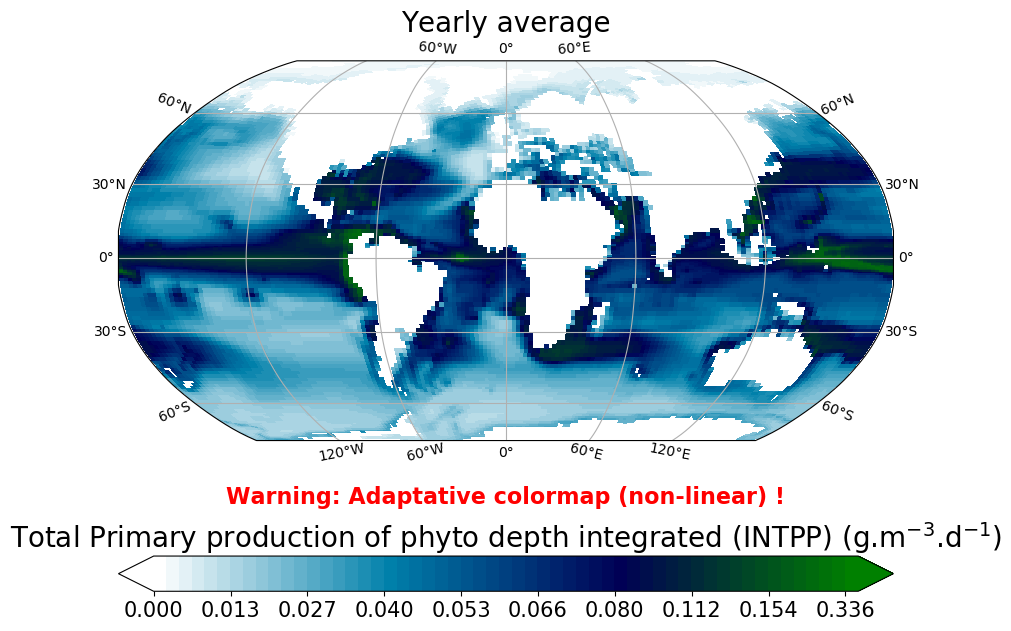 Yearly average
60°W 0° 60°E
60°N 60°N
30°N 30°N
0° 0°
30°S 30°S
60°S 60°S
120°W 60°W 0° 60°E 120°E
Warning: Adaptative colormap (non-linear) !
Total Primary production of phyto depth integrated (INTPP) (g.m⁻³.d⁻¹)
0.000 0.013 0.027 0.040 0.053 0.066 0.080 0.112 0.154 0.336